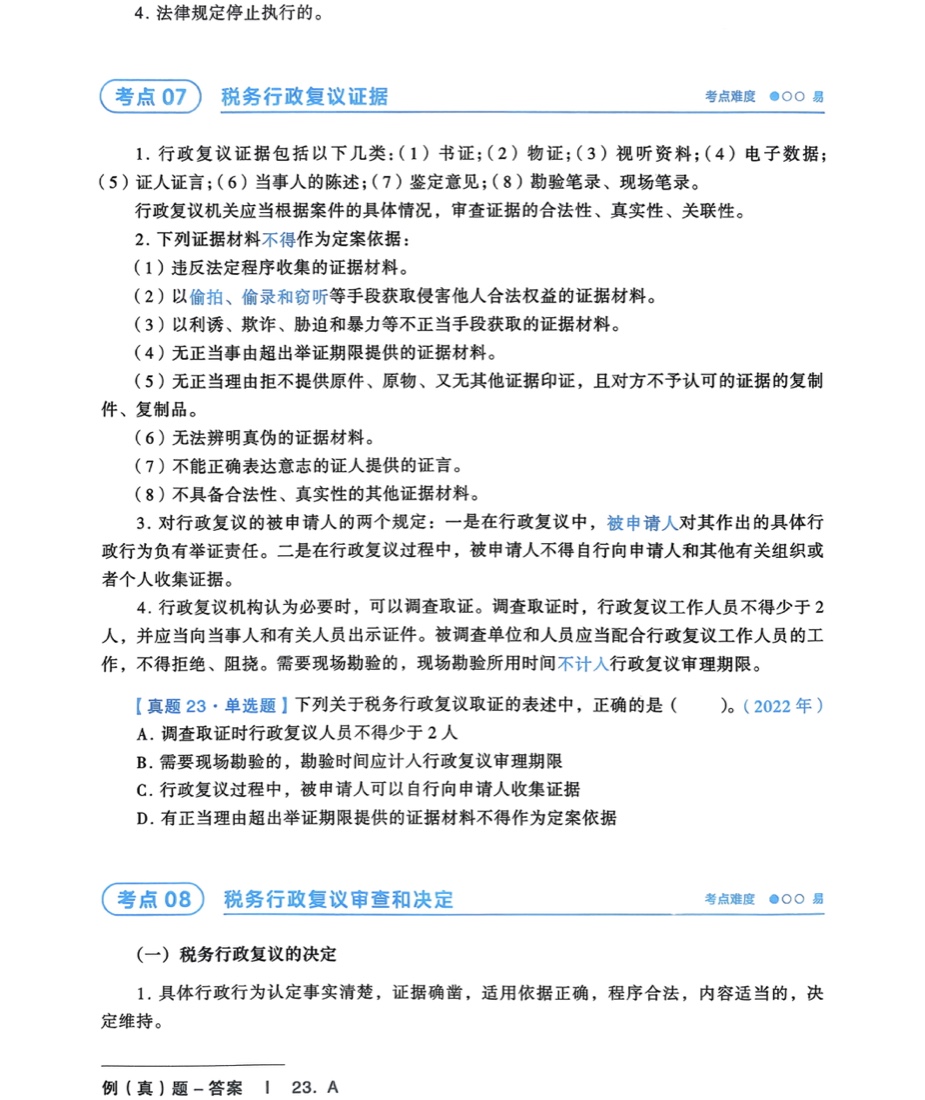 4. 法律规定停止执行的。
考点 07 税务行政复议证据 考点难度 ●○○ 易
1. 行政复议证据包括以下几类:(1)书证;(2)物证;(3)视听资料;(4)电子数据;
(5)证人证言;(6)当事人的陈述;(7)鉴定意见;(8)勘验笔录、现场笔录。
行政复议机关应当根据案件的具体情况，审查证据的合法性、真实性、关联性。
2. 下列证据材料不得作为定案依据：
(1)违反法定程序收集的证据材料。
(2)以偷拍、偷录和窃听等手段获取侵害他人合法权益的证据材料。
(3)以利诱、欺诈、胁迫和暴力等不正当手段获取的证据材料。
(4)无正当事由超出举证期限提供的证据材料。
(5)无正当理由拒不提供原件、原物、又无其他证据印证，且对方不予认可的证据的复制
件、复制品。
(6)无法辨明真伪的证据材料。
(7)不能正确表达意志的证人提供的证言。
(8)不具备合法性、真实性的其他证据材料。
3. 对行政复议的被申请人的两个规定：一是在行政复议中，被申请人对其作出的具体行
政行为负有举证责任。二是在行政复议过程中，被申请人不得自行向申请人和其他有关组织或
者个人收集证据。
4. 行政复议机构认为必要时，可以调查取证。调查取证时，行政复议工作人员不得少于 2
人，并应当向当事人和有关人员出示证件。被调查单位和人员应当配合行政复议工作人员的工
作，不得拒绝、阻挠。需要现场勘验的，现场勘验所用时间不计入行政复议审理期限。
【真题 23·单选题】下列关于税务行政复议取证的表述中，正确的是（　　）。（2022 年）
A. 调查取证时行政复议人员不得少于 2 人
B. 需要现场勘验的，勘验时间应计入行政复议审理期限
C. 行政复议过程中，被申请人可以自行向申请人收集证据
D. 有正当理由超出举证期限提供的证据材料不得作为定案依据
考点 08 税务行政复议审查和决定 考点难度 ●○○ 易
（一）税务行政复议的决定
1. 具体行政行为认定事实清楚，证据确凿，适用依据正确，程序合法，内容适当的，决
定维持。
例（真）题－答案 | 23. A